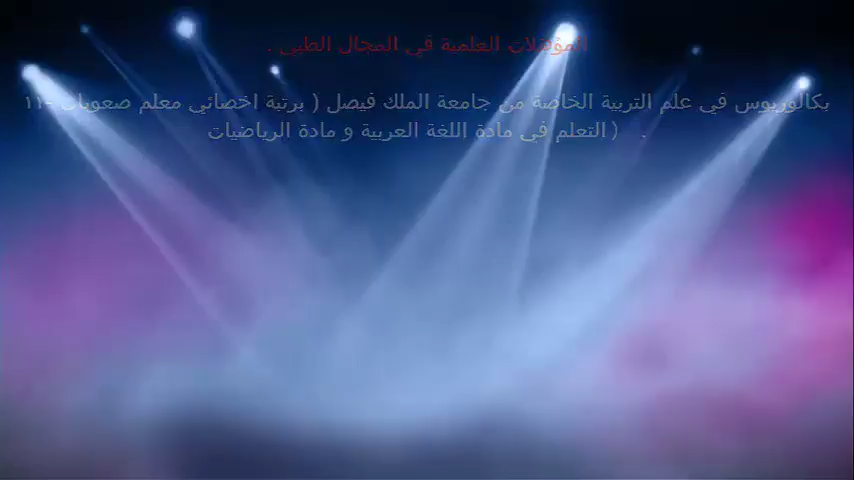 المؤهلات العلمية في المجال الطبي .
١١- بكالوريوس في علم التربية الخاصة من جامعة الملك فيصل ( برتبة اخصائي معلم صعوبات
التعلم في مادة اللغة العربية و مادة الرياضيات ) .